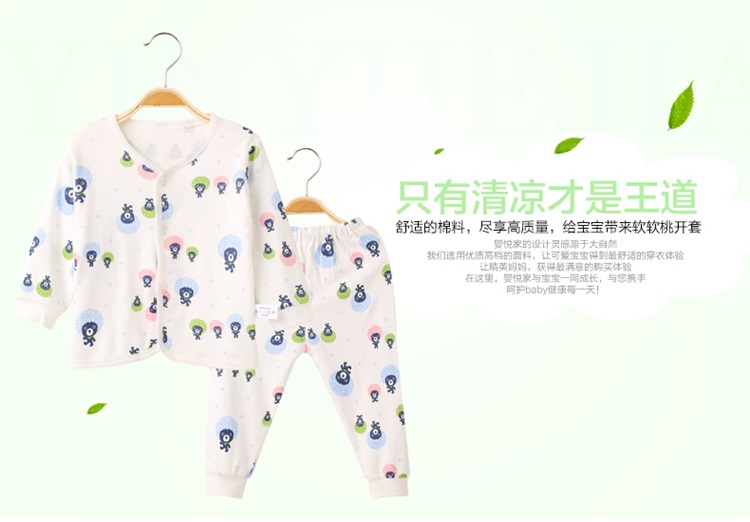 只有清凉才是王道
舒适的棉料，尽享高质量，给宝宝带来软软桃开套
婴悦家的设计灵感源于大自然
我们选用优质高档的面料，让可爱宝宝得到最舒适的穿衣体验
让精英妈妈，获得最满意的购买体验
在这里，婴悦家与宝宝一同成长，与您携手
呵护baby健康每一天！